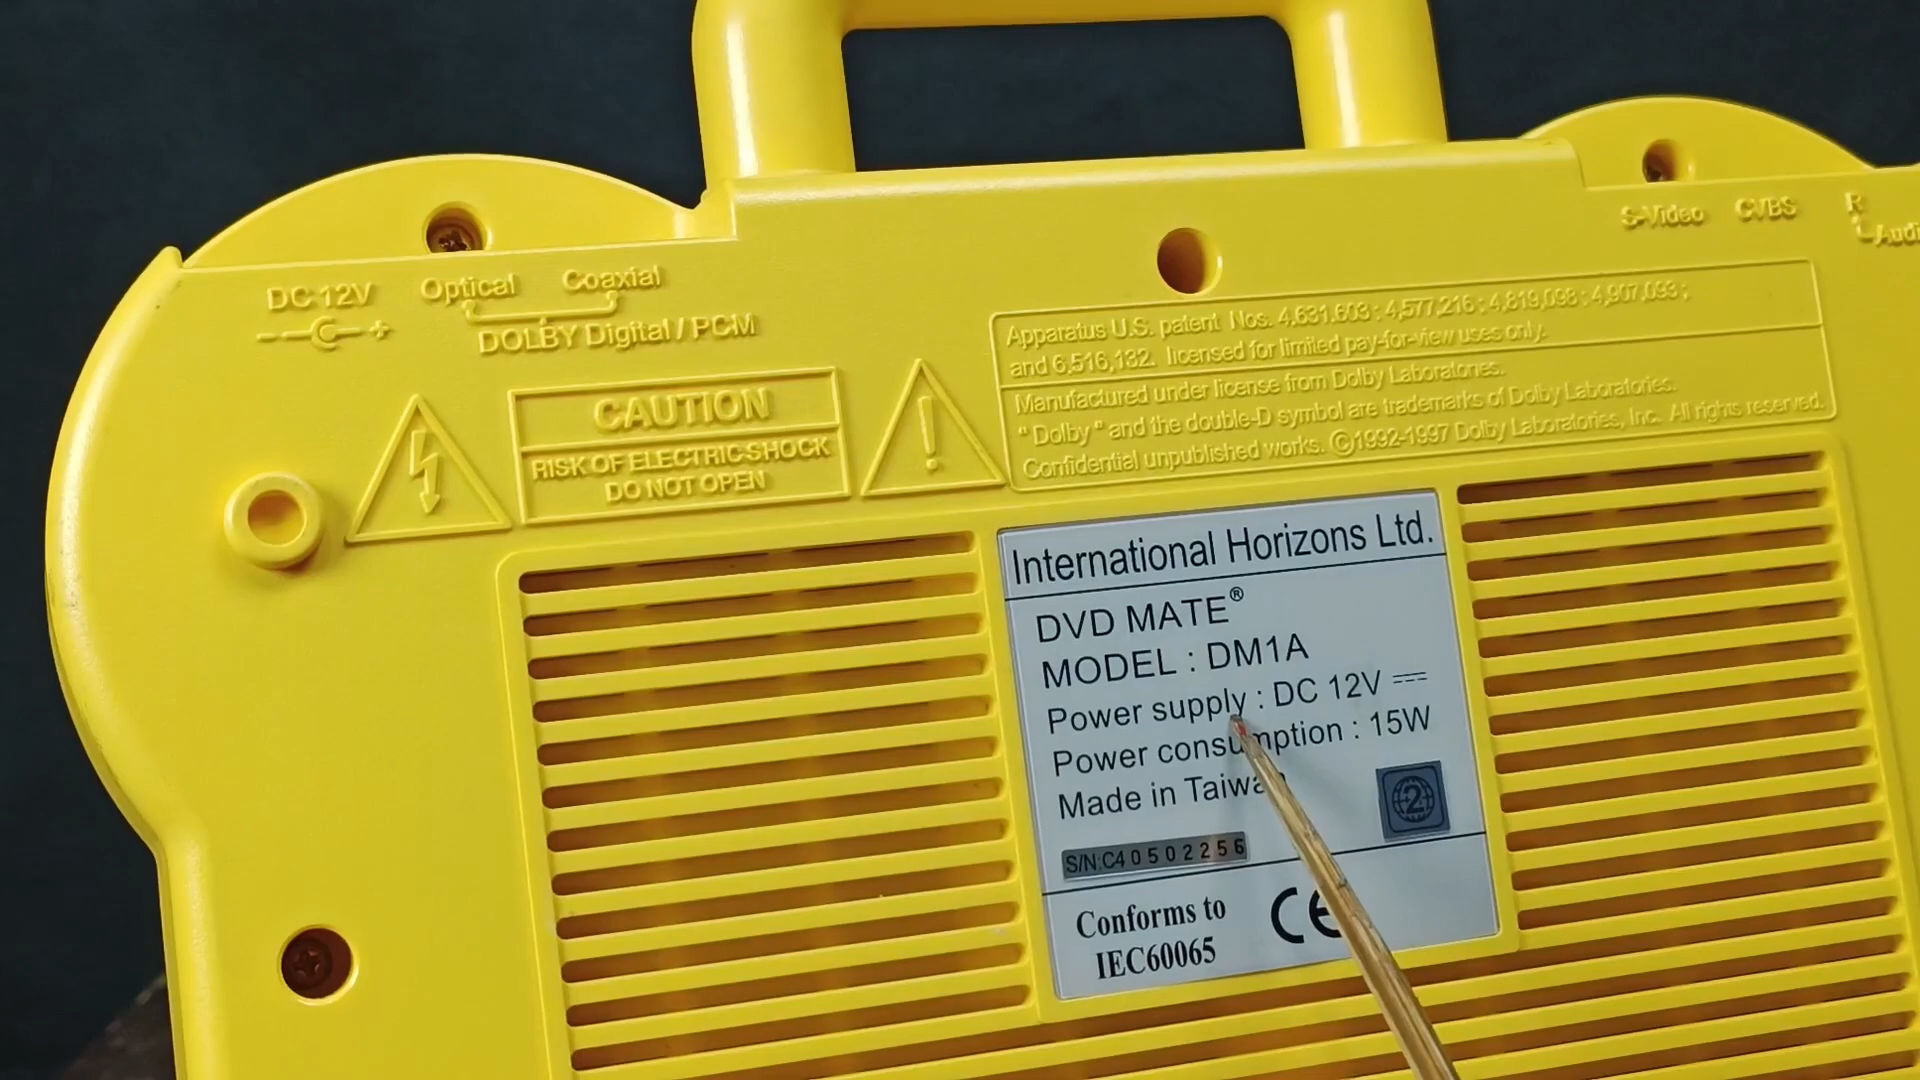 DC 12V
Optical Coaxial
DOLBY Digital / PCM
S-Video CVBS R
Audi
CAUTION
RISK OF ELECTRIC SHOCK
DO NOT OPEN
Apparatus U.S. patent Nos. 4,631,603 ; 4,577,216 ; 4,819,098 ; 4,907,093 ;
and 6,516,132. licensed for limited pay-for-view uses only.
Manufactured under license from Dolby Laboratories.
" Dolby " and the double-D symbol are trademarks of Dolby Laboratories.
Confidential unpublished works. ©1992-1997 Dolby Laboratories, Inc. All rights reserved.
International Horizons Ltd.
DVD MATE®
MODEL : DM1A
Power supply : DC 12V
Power consumption : 15W
Made in Taiwan
2
S/N:C40502256
Conforms to
IEC60065
CE